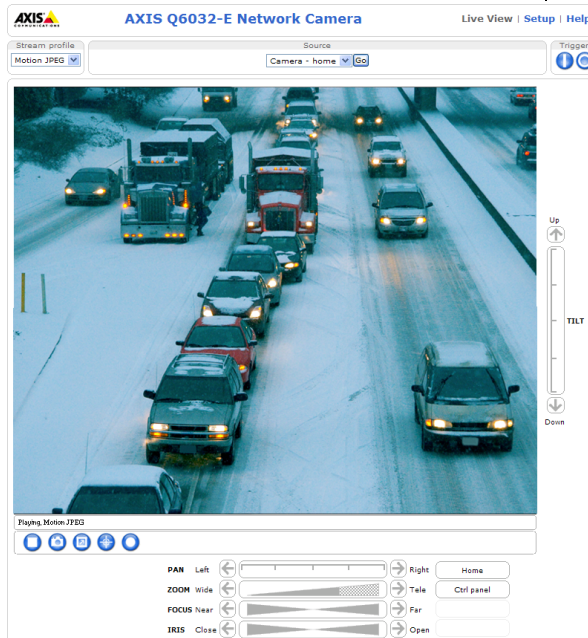 AXIS COMMUNICATIONS
AXIS Q6032-E Network Camera
Live View | Setup | Help
Stream profile
Source
Trigger
Motion JPEG
Camera - home
Go
Up
TILT
Down
Playing, Motion JPEG
PAN Left
Right
Home
ZOOM Wide
Tele
Ctrl panel
FOCUS Near
Far
IRIS Close
Open